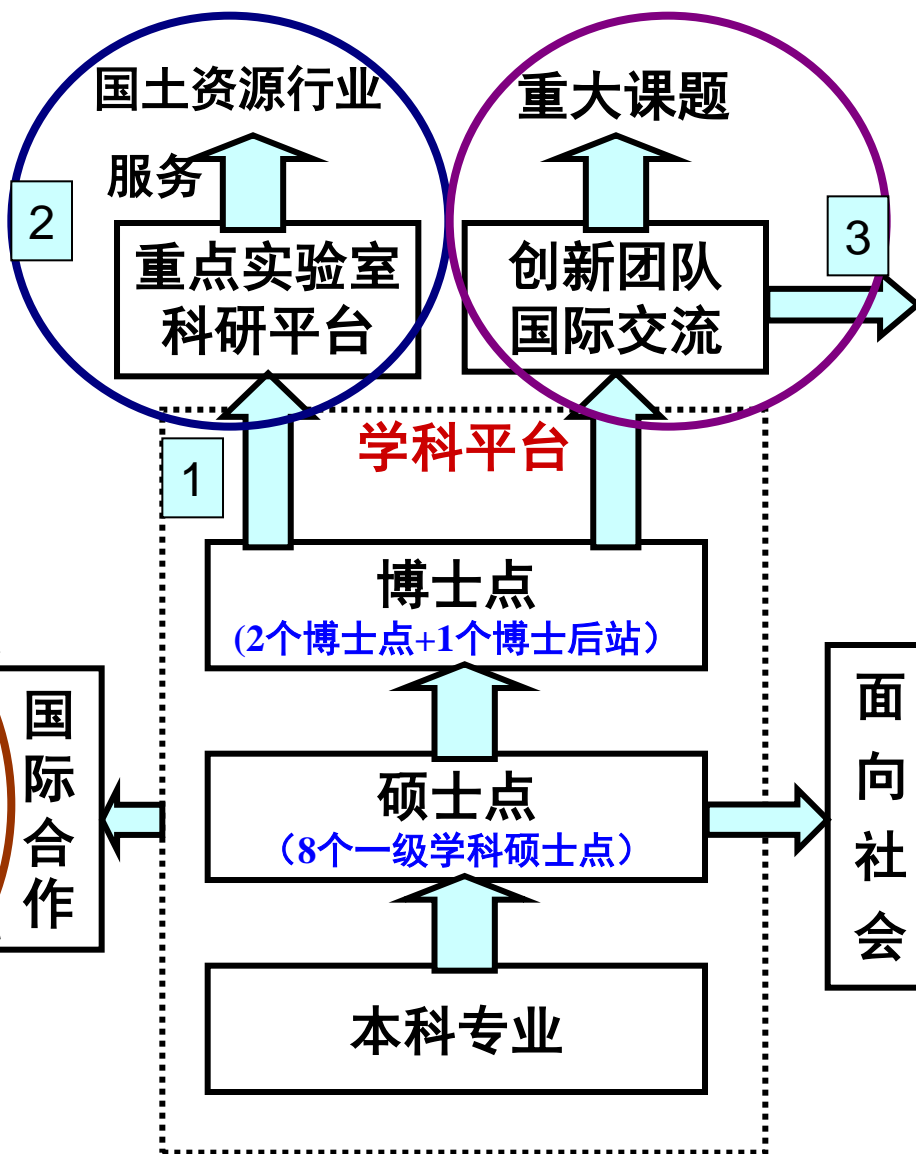 国土资源行业
重大课题
服务
2
3
重点实验室
科研平台
创新团队
国际交流
学科平台
1
博士点
(2个博士点+1个博士后站）
国际合作
面向社会
硕士点
（8个一级学科硕士点）
本科专业